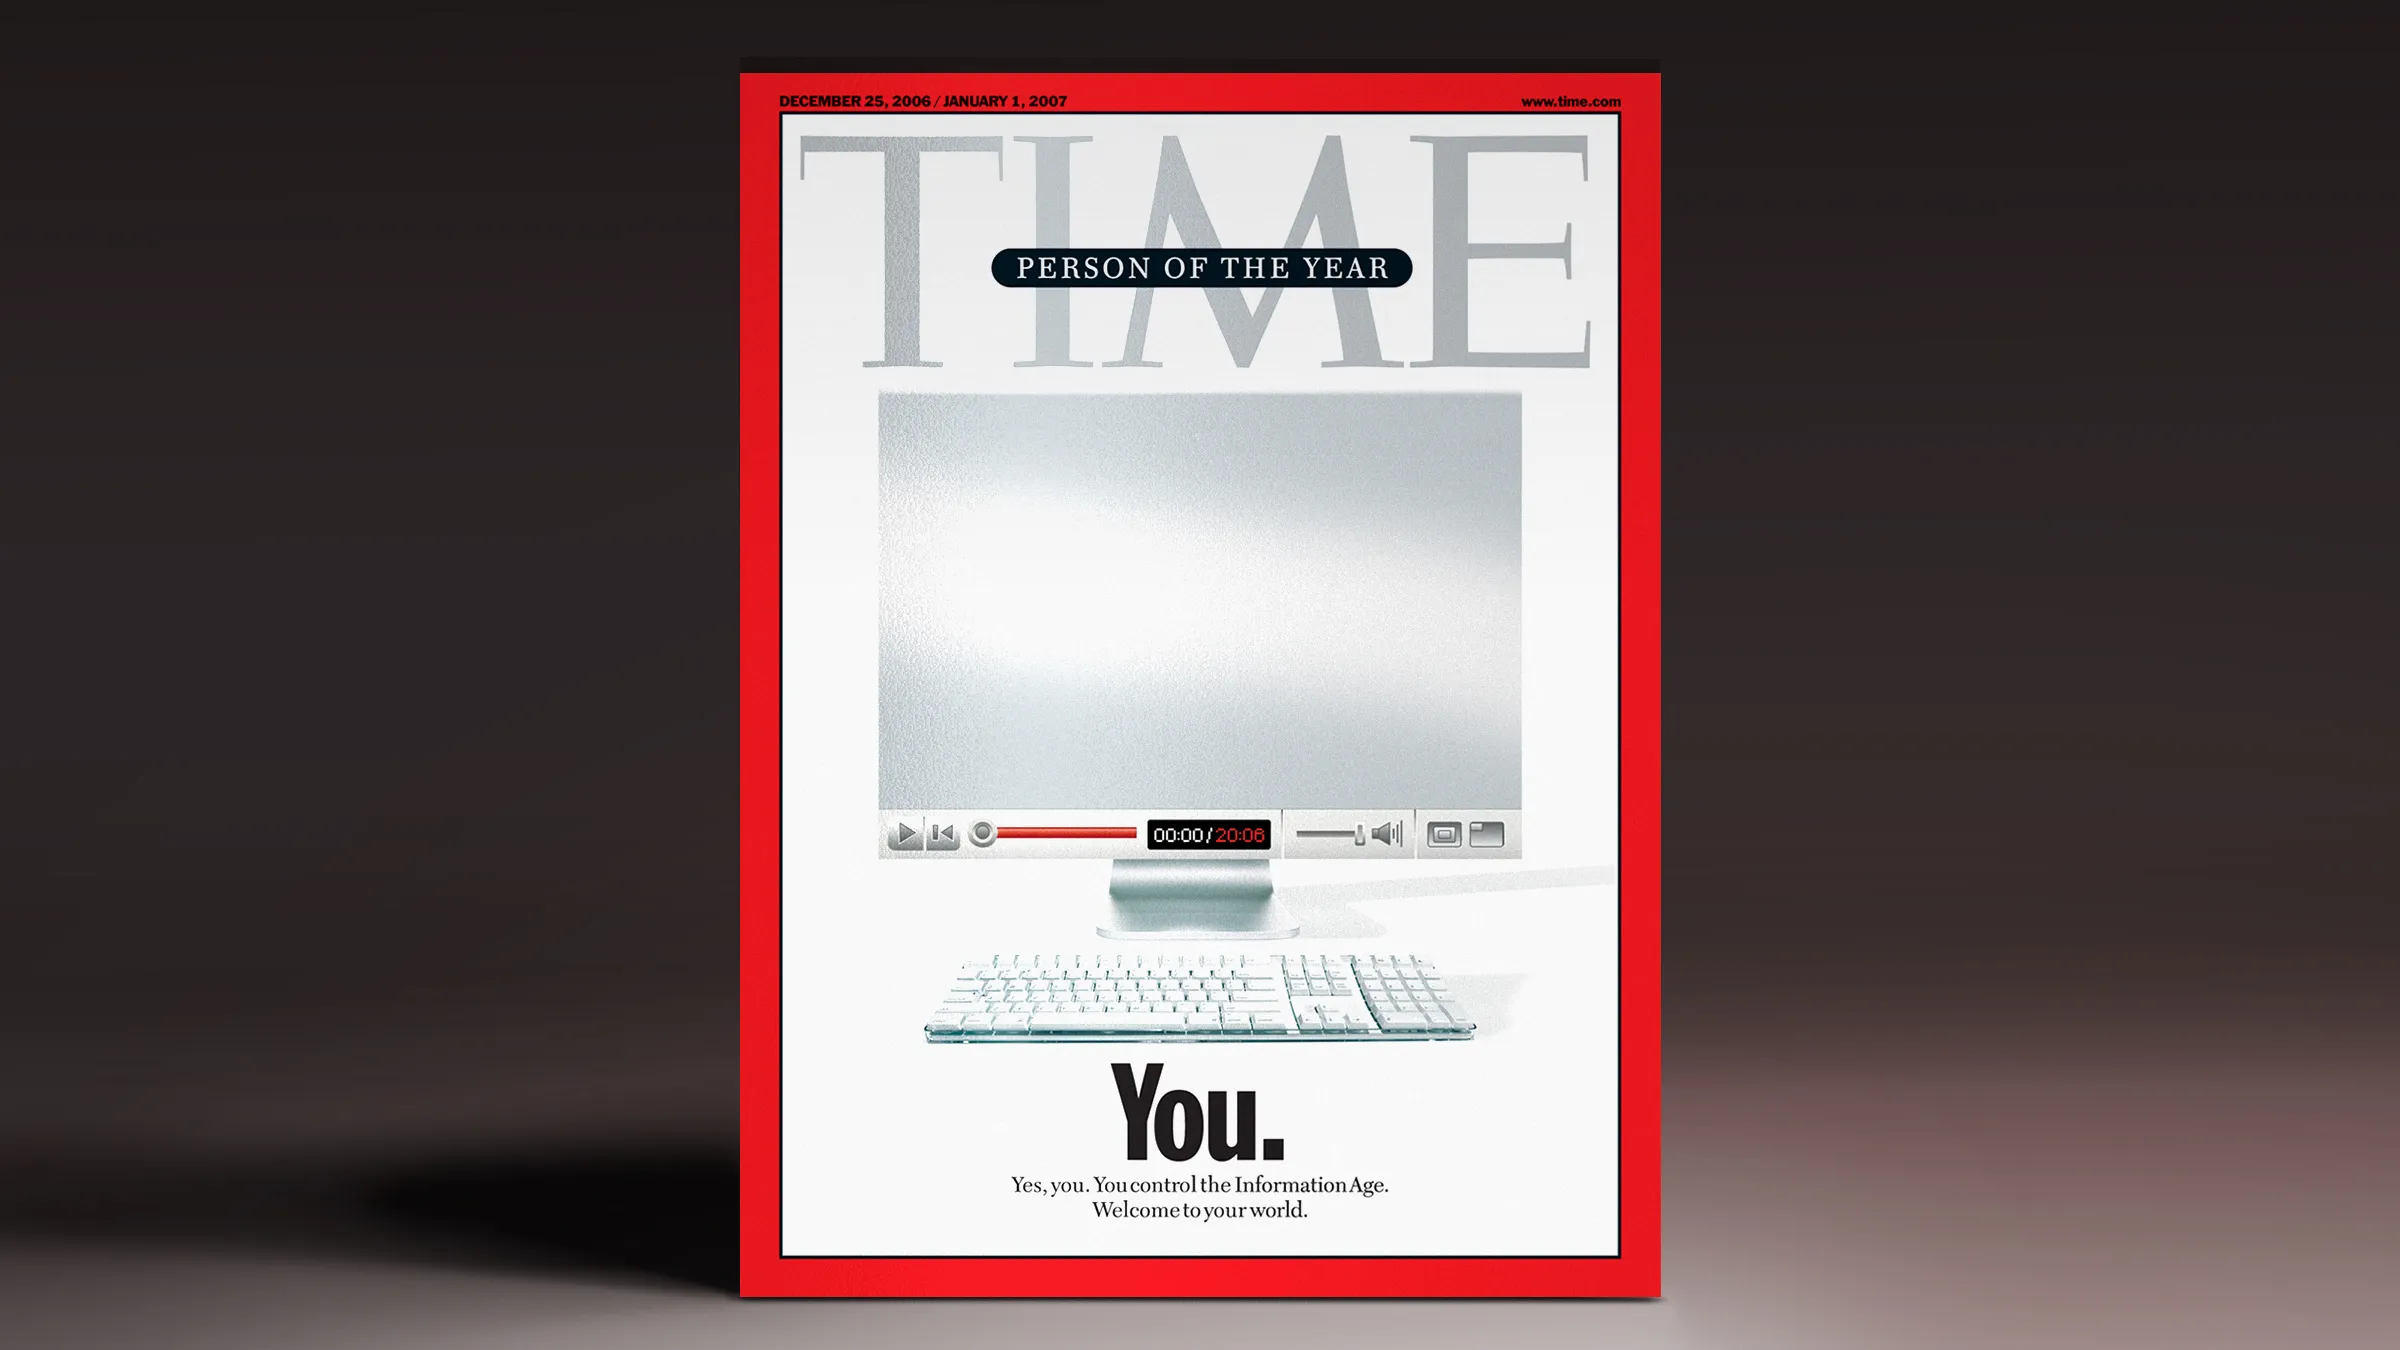 DECEMBER 25, 2006 / JANUARY 1, 2007
www.time.com
TIME
PERSON OF THE YEAR
00:00/20:06
You.
Yes, you. You control the Information Age.
Welcome to your world.